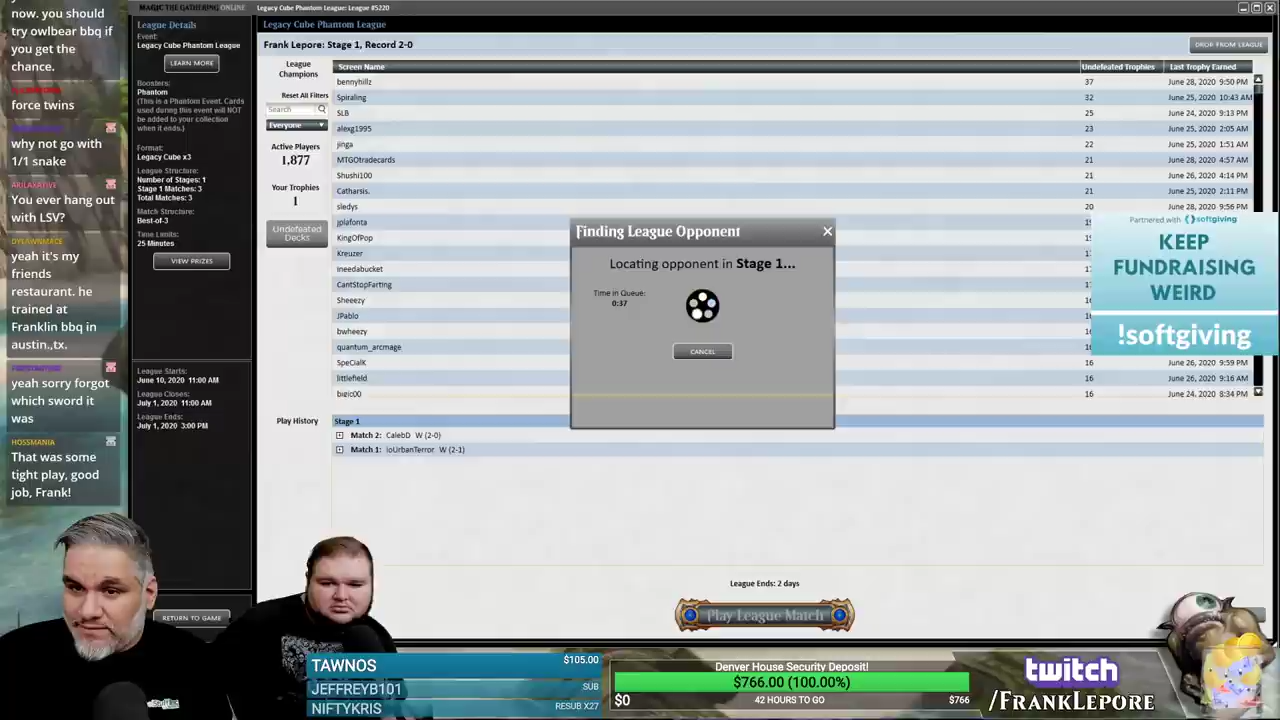 now. you should
try owlbear bbq if
you get the
chance.
force twins
why not go with
1/1 snake
You ever hang out
with LSV?
yeah it's my
friends
restaurant. he
trained at
Franklin bbq in
austin.,tx.
yeah sorry forgot
which sword it
was
HOSSMANIA
That was some
tight play, good
job, Frank!
MAGIC THE GATHERING ONLINE
Legacy Cube Phantom League: League #5220
League Details
Event:
Legacy Cube Phantom League
LEARN MORE
Boosters:
Phantom
(This is a Phantom Event. Cards
used during this event will NOT
be added to your collection
when it ends.)
Format:
Legacy Cube x3
League Structure:
Number of Stages: 1
Stage 1 Matches: 3
Total Matches: 3
Match Structure:
Best-of-3
Time Limits:
25 Minutes
VIEW PRIZES
League Starts:
June 10, 2020 11:00 AM
League Closes:
July 1, 2020 11:00 AM
League Ends:
July 1, 2020 3:00 PM
RETURN TO GAME
Legacy Cube Phantom League
Frank Lepore: Stage 1, Record 2-0
DROP FROM LEAGUE
League
Champions
Reset All Filters
Search
Everyone
Active Players
1,877
Your Trophies
1
Undefeated
Decks
Screen Name Undefeated Trophies Last Trophy Earned
bennyhillz 37 June 28, 2020 9:50 PM
Spiraling 32 June 25, 2020 10:43 AM
SLB 25 June 24, 2020 9:13 PM
alexg1995 23 June 25, 2020 2:05 AM
jinga 22 June 25, 2020 1:51 AM
MTGOtradecards 21 June 28, 2020 4:57 AM
Shushi100 21 June 26, 2020 4:14 PM
Catharsis. 21 June 25, 2020 2:11 PM
sledys 20 June 28, 2020 9:56 PM
jplafonta
KingOfPop
Kreuzer
ineedabucket
CantStopFarting
Sheeezy
JPablo
bwheezy
quantum_arcmage
SpeCialK 16 June 26, 2020 9:59 PM
littlefield 16 June 26, 2020 9:16 AM
bigjc00 16 June 24, 2020 8:34 PM
Finding League Opponent
Locating opponent in Stage 1...
Time in Queue:
0:37
CANCEL
Partnered with softgiving
KEEP
FUNDRAISING
WEIRD
!softgiving
Play History
Stage 1
Match 2: CalebD W (2-0)
Match 1: IoUrbanTerror W (2-1)
League Ends: 2 days
Play League Match
TAWNOS $105.00
JEFFREYB101 SUB
NIFTYKRIS RESUB X27
Denver House Security Deposit!
$766.00 (100.00%)
$0 42 HOURS TO GO $766
twitch
/FRANKLEPORE